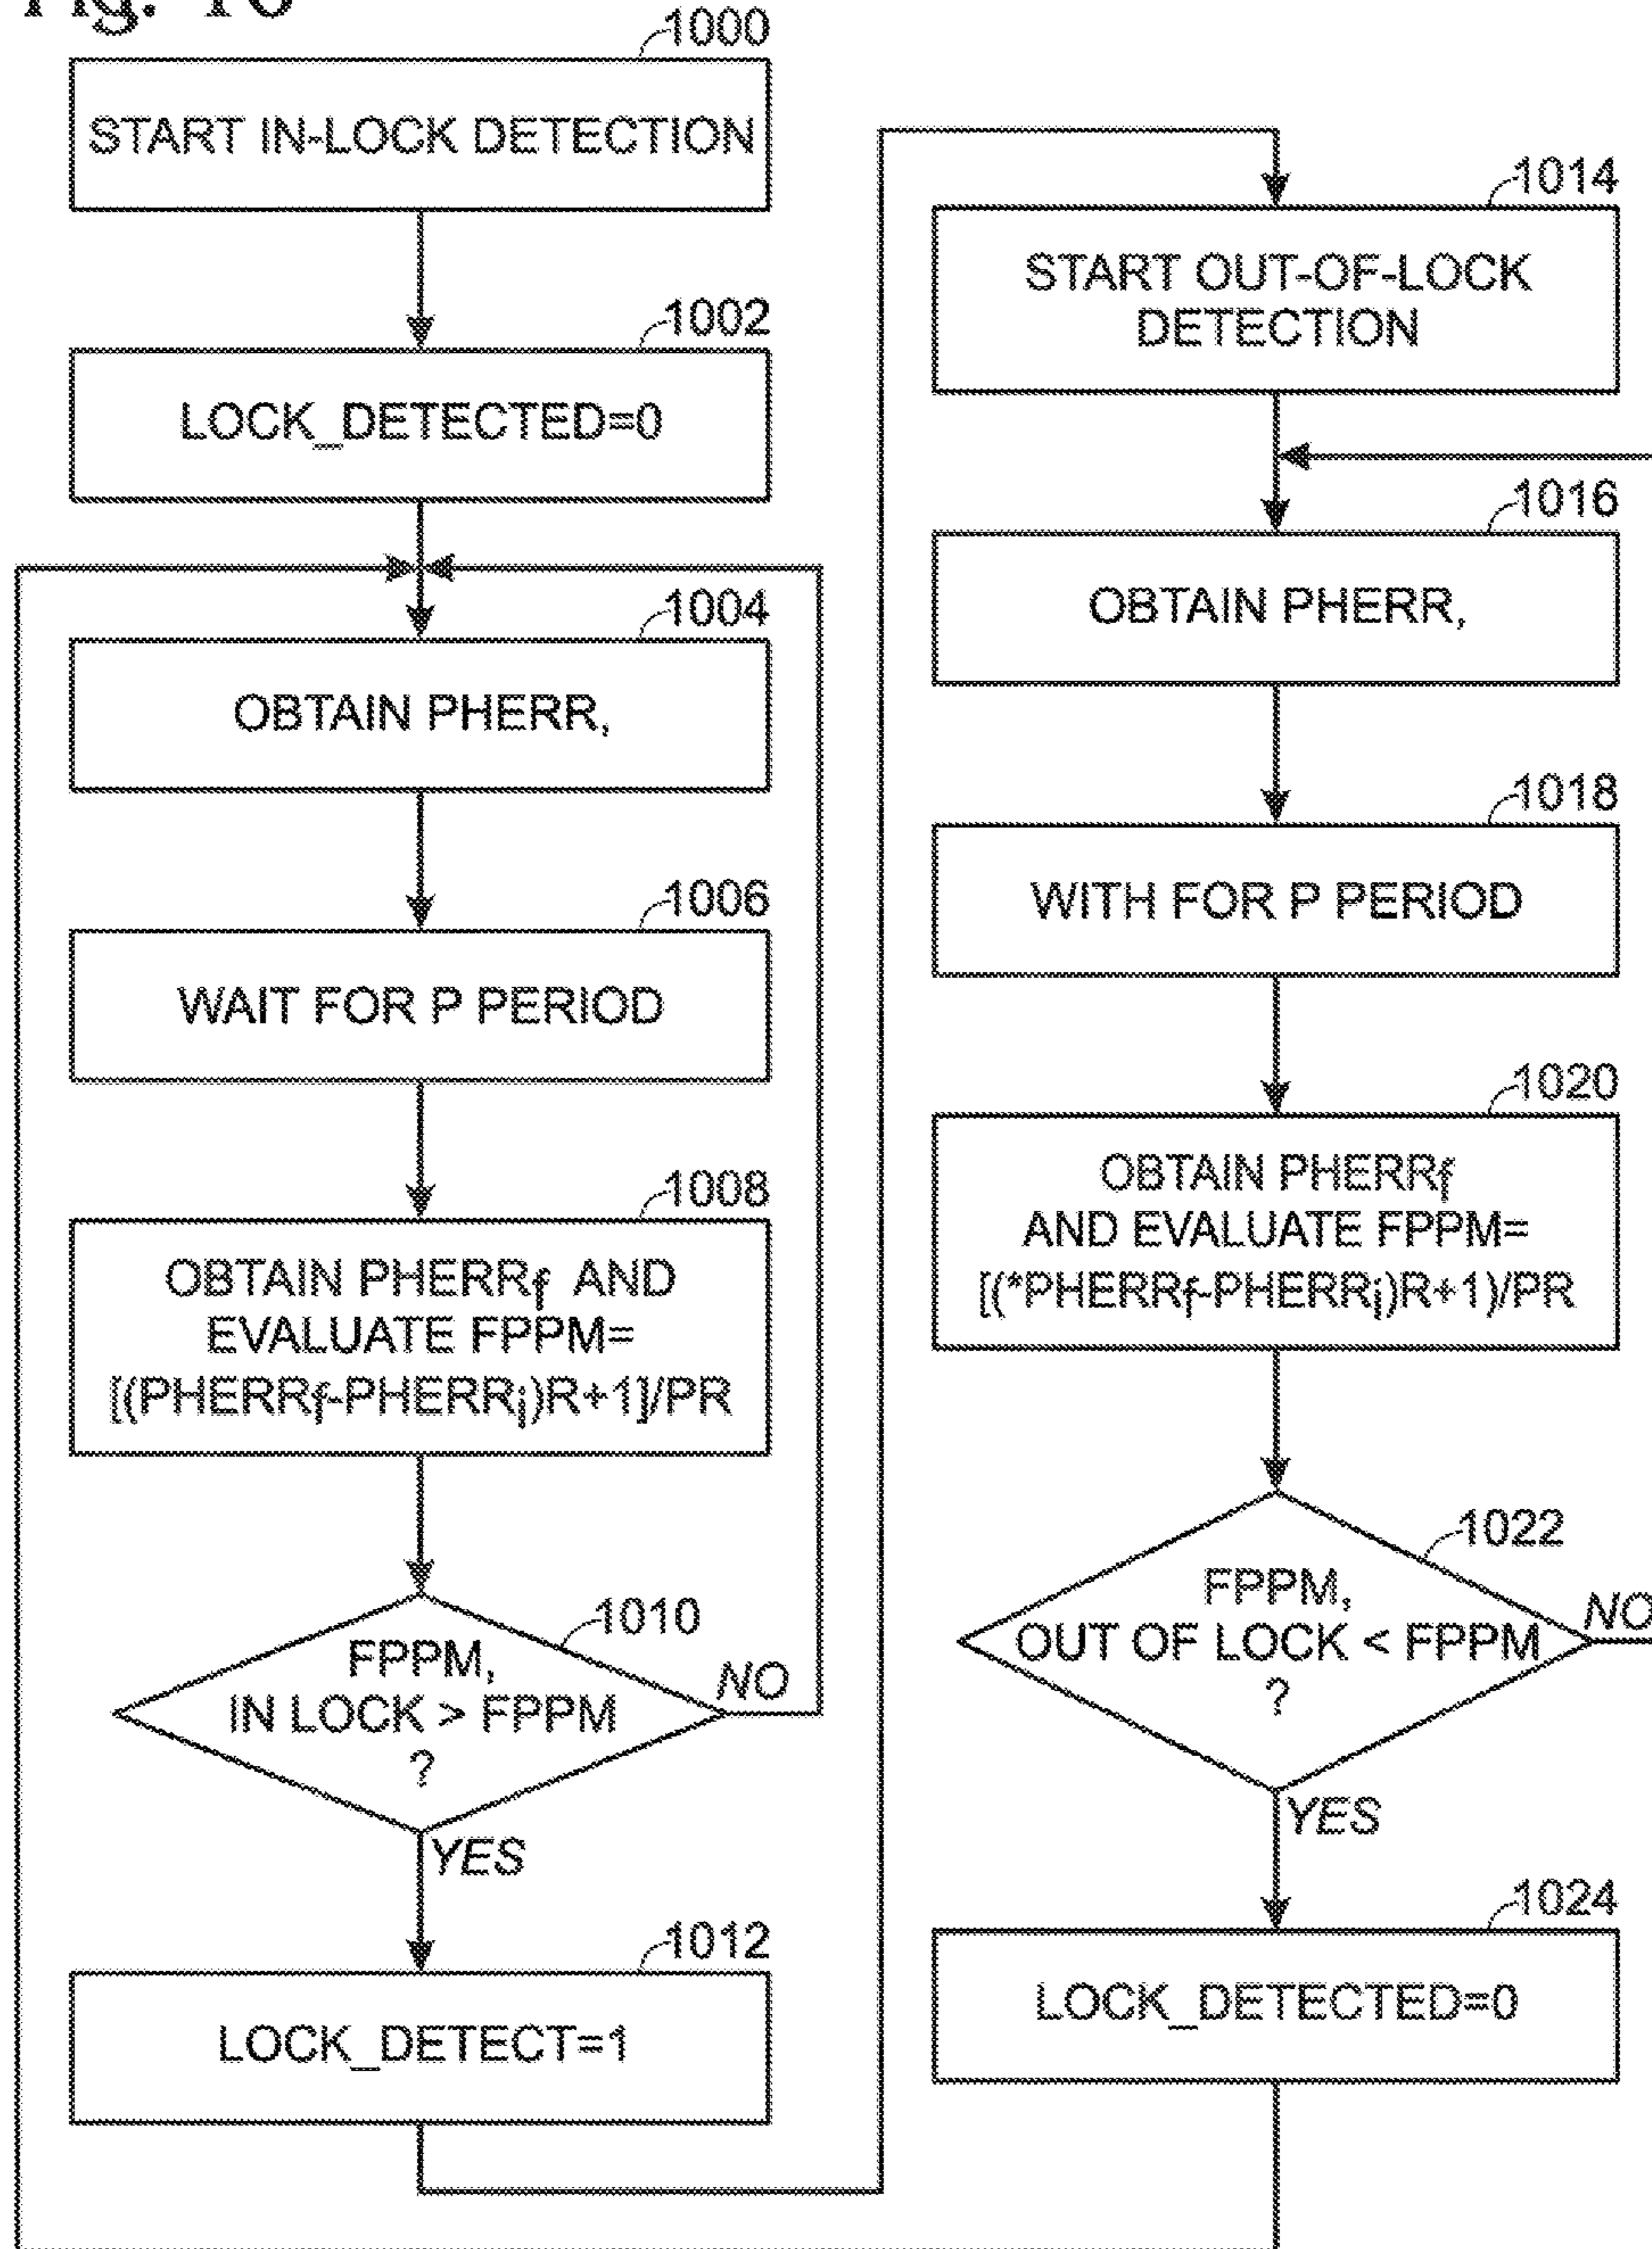 Fig. 10
1000
START IN-LOCK DETECTION
1002
LOCK_DETECTED=0
1004
OBTAIN PHERR,
1006
WAIT FOR P PERIOD
1008
OBTAIN PHERRf AND
EVALUATE FPPM=
[(PHERRf-PHERRi)R+1]/PR
1010
FPPM,
IN LOCK > FPPM
?
NO
YES
1012
LOCK_DETECT=1
1014
START OUT-OF-LOCK
DETECTION
1016
OBTAIN PHERR,
1018
WITH FOR P PERIOD
1020
OBTAIN PHERRf
AND EVALUATE FPPM=
[(*PHERRf-PHERRi)R+1)/PR
1022
FPPM,
OUT OF LOCK < FPPM
?
NO
YES
1024
LOCK_DETECTED=0